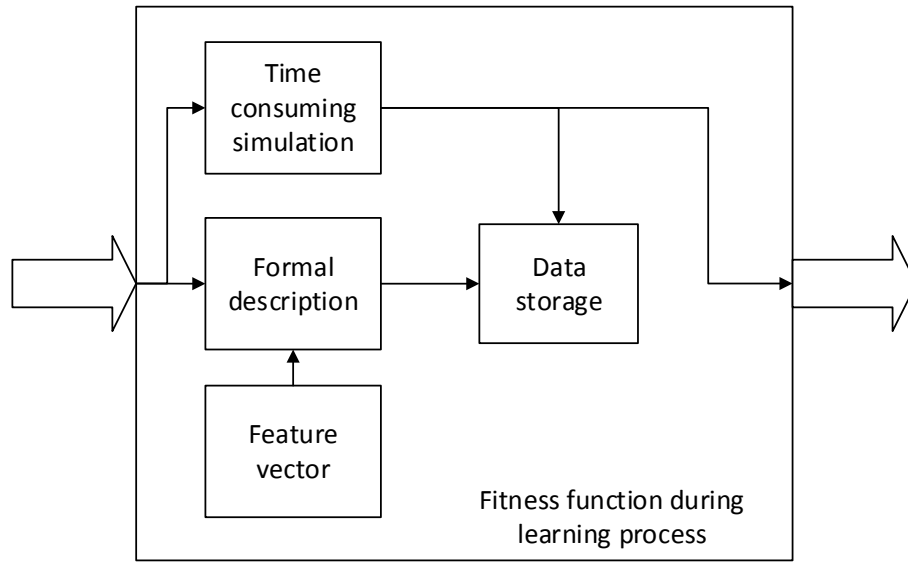 Time
consuming
simulation
Formal
description
Data
storage
Feature
vector
Fitness function during
learning process